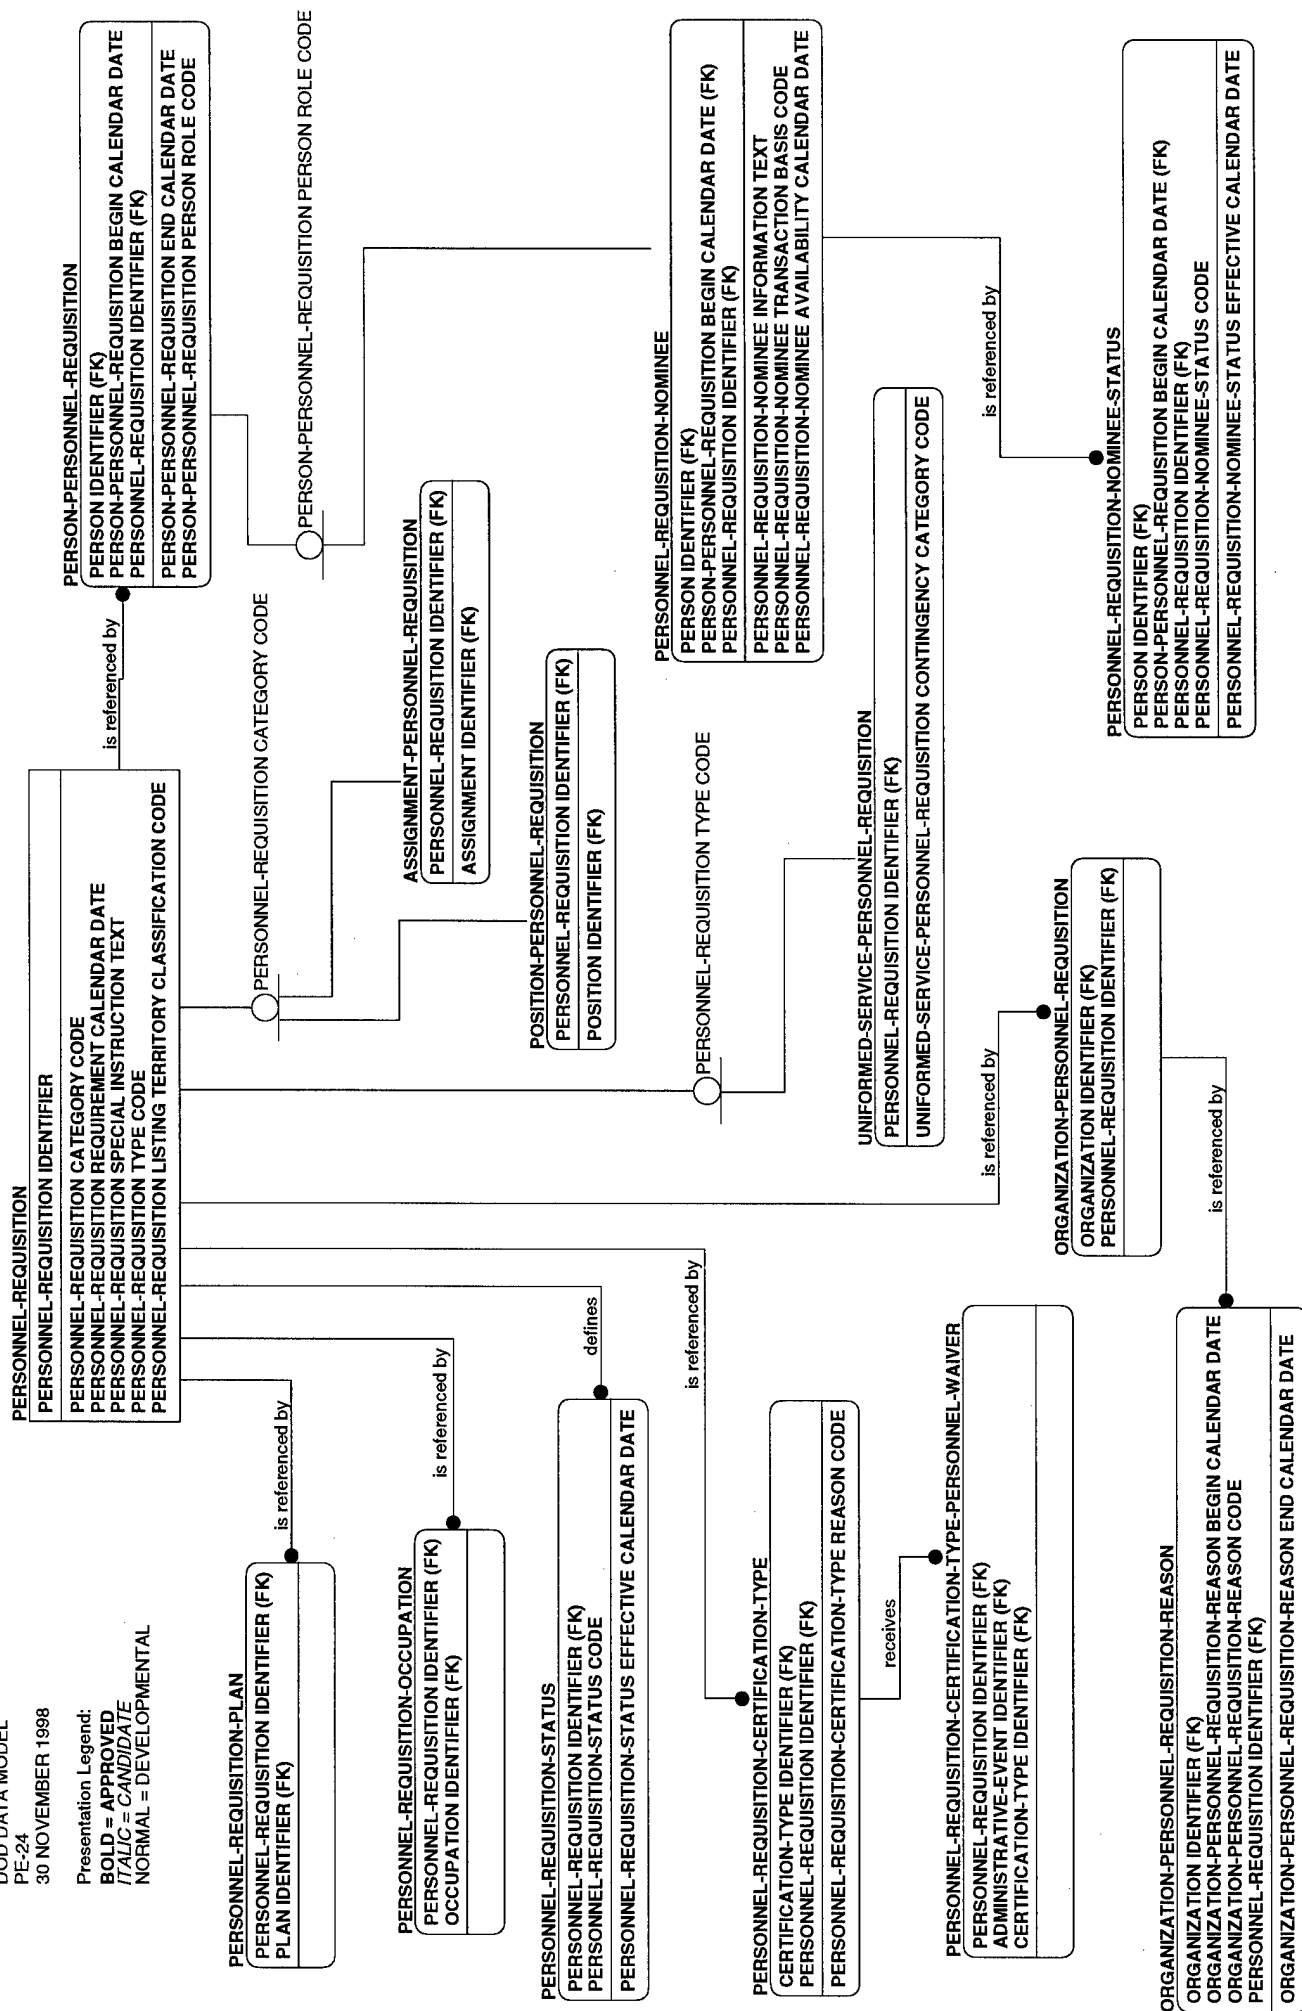 DOD DATA MODEL
PE-24
30 NOVEMBER 1998
Presentation Legend:
BOLD = APPROVED
ITALIC = CANDIDATE
NORMAL = DEVELOPMENTAL
PERSONNEL-REQUISITION
PERSONNEL-REQUISITION IDENTIFIER
PERSONNEL-REQUISITION CATEGORY CODE
PERSONNEL-REQUISITION REQUIREMENT CALENDAR DATE
PERSONNEL-REQUISITION SPECIAL INSTRUCTION TEXT
PERSONNEL-REQUISITION TYPE CODE
PERSONNEL-REQUISITION LISTING TERRITORY CLASSIFICATION CODE
is referenced by
PERSON-PERSONNEL-REQUISITION
PERSON IDENTIFIER (FK)
PERSON-PERSONNEL-REQUISITION BEGIN CALENDAR DATE
PERSONNEL-REQUISITION IDENTIFIER (FK)
PERSON-PERSONNEL-REQUISITION END CALENDAR DATE
PERSON-PERSONNEL-REQUISITION PERSON ROLE CODE
PERSON-PERSONNEL-REQUISITION PERSON ROLE CODE
PERSONNEL-REQUISITION-PLAN
PERSONNEL-REQUISITION IDENTIFIER (FK)
PLAN IDENTIFIER (FK)
is referenced by
PERSONNEL-REQUISITION CATEGORY CODE
PERSONNEL-REQUISITION-OCCUPATION
PERSONNEL-REQUISITION IDENTIFIER (FK)
OCCUPATION IDENTIFIER (FK)
is referenced by
ASSIGNMENT-PERSONNEL-REQUISITION
PERSONNEL-REQUISITION IDENTIFIER (FK)
ASSIGNMENT IDENTIFIER (FK)
PERSONNEL-REQUISITION-STATUS
PERSONNEL-REQUISITION IDENTIFIER (FK)
PERSONNEL-REQUISITION-STATUS CODE
PERSONNEL-REQUISITION-STATUS EFFECTIVE CALENDAR DATE
defines
POSITION-PERSONNEL-REQUISITION
PERSONNEL-REQUISITION IDENTIFIER (FK)
POSITION IDENTIFIER (FK)
PERSONNEL-REQUISITION-NOMINEE
PERSON IDENTIFIER (FK)
PERSON-PERSONNEL-REQUISITION BEGIN CALENDAR DATE (FK)
PERSONNEL-REQUISITION IDENTIFIER (FK)
PERSONNEL-REQUISITION-NOMINEE INFORMATION TEXT
PERSONNEL-REQUISITION-NOMINEE TRANSACTION BASIS CODE
PERSONNEL-REQUISITION-NOMINEE AVAILABILITY CALENDAR DATE
is referenced by
PERSONNEL-REQUISITION TYPE CODE
PERSONNEL-REQUISITION-CERTIFICATION-TYPE
CERTIFICATION-TYPE IDENTIFIER (FK)
PERSONNEL-REQUISITION IDENTIFIER (FK)
PERSONNEL-REQUISITION-CERTIFICATION-TYPE REASON CODE
receives
UNIFORMED-SERVICE-PERSONNEL-REQUISITION
PERSONNEL-REQUISITION IDENTIFIER (FK)
UNIFORMED-SERVICE-PERSONNEL-REQUISITION CONTINGENCY CATEGORY CODE
PERSONNEL-REQUISITION-CERTIFICATION-TYPE-PERSONNEL-WAIVER
PERSONNEL-REQUISITION IDENTIFIER (FK)
ADMINISTRATIVE-EVENT IDENTIFIER (FK)
CERTIFICATION-TYPE IDENTIFIER (FK)
is referenced by
is referenced by
ORGANIZATION-PERSONNEL-REQUISITION
ORGANIZATION IDENTIFIER (FK)
PERSONNEL-REQUISITION IDENTIFIER (FK)
is referenced by
PERSONNEL-REQUISITION-NOMINEE-STATUS
PERSON IDENTIFIER (FK)
PERSON-PERSONNEL-REQUISITION BEGIN CALENDAR DATE (FK)
PERSONNEL-REQUISITION IDENTIFIER (FK)
PERSONNEL-REQUISITION-NOMINEE-STATUS CODE
PERSONNEL-REQUISITION-NOMINEE-STATUS EFFECTIVE CALENDAR DATE
ORGANIZATION-PERSONNEL-REQUISITION-REASON
ORGANIZATION IDENTIFIER (FK)
ORGANIZATION-PERSONNEL-REQUISITION-REASON BEGIN CALENDAR DATE
ORGANIZATION-PERSONNEL-REQUISITION-REASON CODE
PERSONNEL-REQUISITION IDENTIFIER (FK)
ORGANIZATION-PERSONNEL-REQUISITION-REASON END CALENDAR DATE